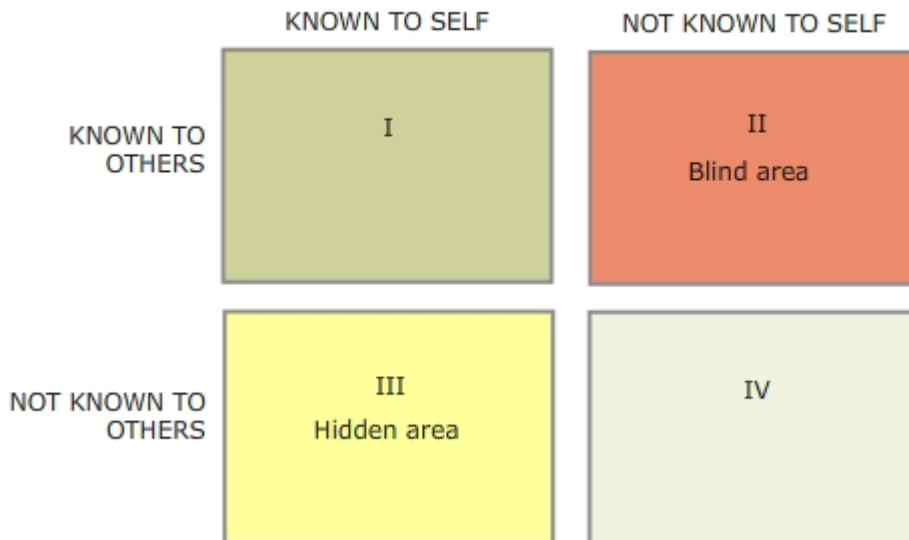 KNOWN TO SELF
NOT KNOWN TO SELF
KNOWN TO
OTHERS
I
II
Blind area
NOT KNOWN TO
OTHERS
III
Hidden area
IV